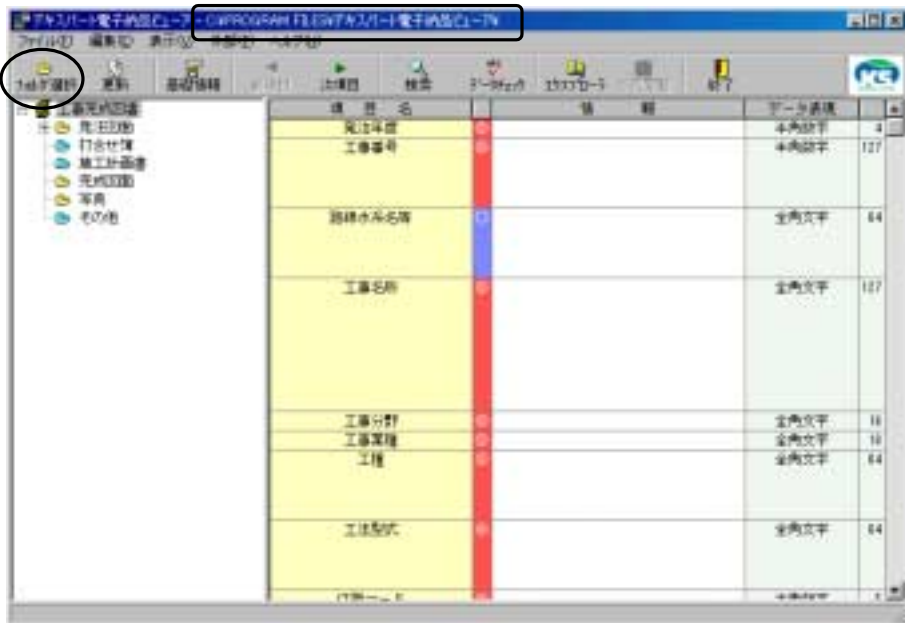 デキスパート電子納品ビューア - C:¥PROGRAM FILES¥デキスパート電子納品ビューア¥
ファイル(F) 編集(E) 表示(V) ヘルプ(H)
フォルダ選択 更新 基礎情報 次項目 検索 データチェック エクスプローラ 終了
KS
工事完成図書
発注図面
打合せ簿
施工計画書
完成図面
写真
その他
項 目 名 情 報 データ表現
発注年度 半角数字 4
工事番号 半角数字 127
路線水系名等 全角文字 64
工事名称 全角文字 127
工事分野 全角文字 16
工事業種 全角文字 16
工種 全角文字 64
工法型式 全角文字 64